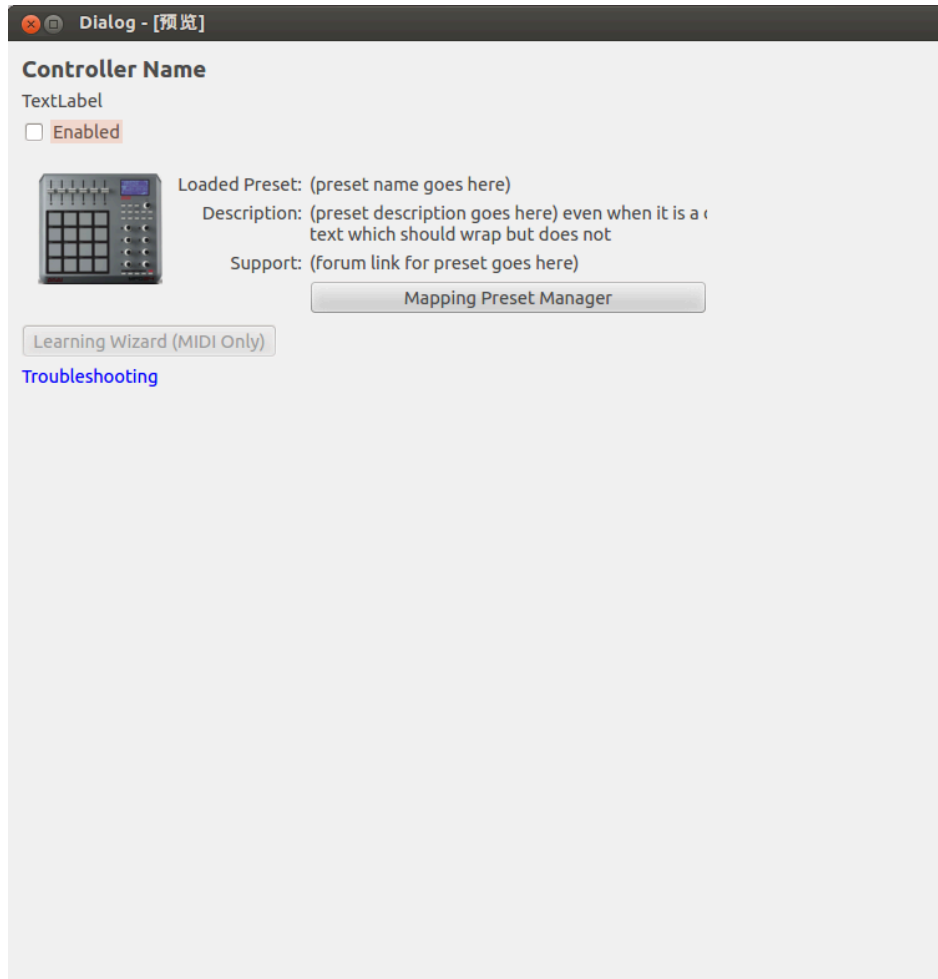 Dialog - [预览]
Controller Name
TextLabel
Enabled
Loaded Preset: (preset name goes here)
Description: (preset description goes here) even when it is a
text which should wrap but does not
Support: (forum link for preset goes here)
Mapping Preset Manager
Learning Wizard (MIDI Only)
Troubleshooting